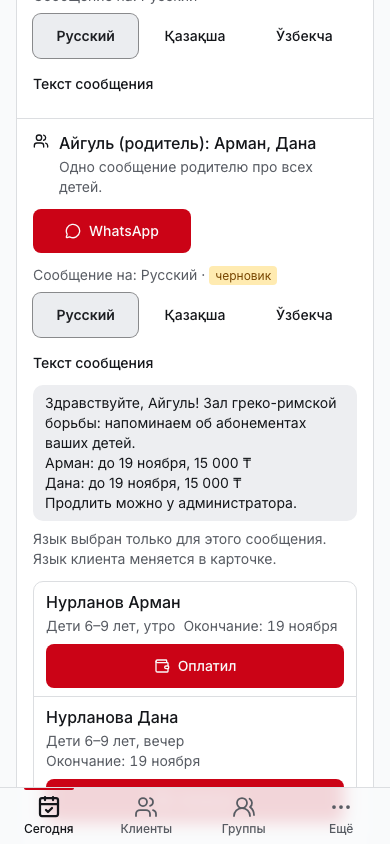 Русский
Қазақша
Ўзбекча
Текст сообщения
Айгуль (родитель): Арман, Дана
Одно сообщение родителю про всех
детей.
WhatsApp
Сообщение на: Русский · черновик
Русский
Қазақша
Ўзбекча
Текст сообщения
Здравствуйте, Айгуль! Зал греко-римской
борьбы: напоминаем об абонементах
ваших детей.
Арман: до 19 ноября, 15 000 ₸
Дана: до 19 ноября, 15 000 ₸
Продлить можно у администратора.
Язык выбран только для этого сообщения.
Язык клиента меняется в карточке.
Нурланов Арман
Дети 6–9 лет, утро Окончание: 19 ноября
Оплатил
Нурланова Дана
Дети 6–9 лет, вечер
Окончание: 19 ноября
Сегодня
Клиенты
Группы
Ещё